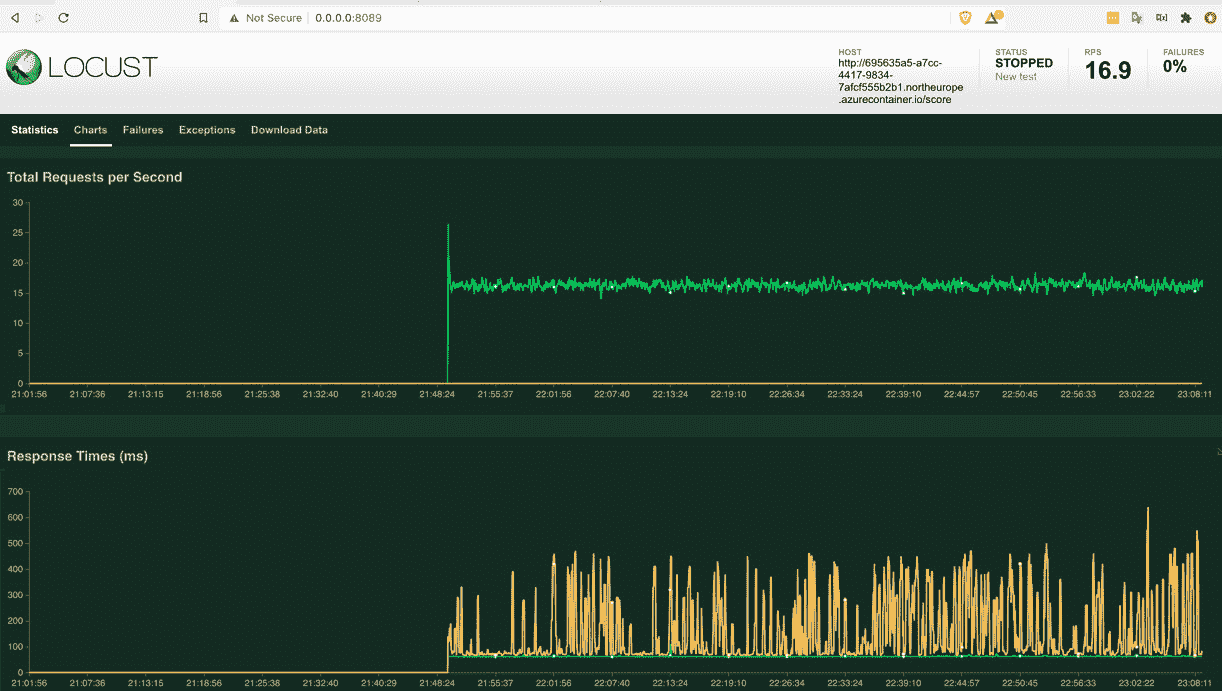 Not Secure 0.0.0.0:8089
LOCUST
HOST
http://695635a5-a7cc-
4417-9834-
7afcf555b2b1.northeurope
.azurecontainer.io/score
STATUS
STOPPED
New test
RPS
16.9
FAILURES
0%
Statistics Charts Failures Exceptions Download Data
Total Requests per Second
30
25
20
15
10
5
0
21:01:56 21:07:36 21:13:15 21:18:56 21:25:38 21:32:40 21:40:29 21:48:24 21:55:37 22:01:56 22:07:40 22:13:24 22:19:10 22:26:34 22:33:24 22:39:10 22:44:57 22:50:45 22:56:33 23:02:22 23:08:11
Response Times (ms)
700
600
500
400
300
200
100
0
21:01:56 21:07:36 21:13:15 21:18:56 21:25:38 21:32:40 21:40:29 21:48:24 21:55:37 22:01:56 22:07:40 22:13:24 22:19:10 22:26:34 22:33:24 22:39:10 22:44:57 22:50:45 22:56:33 23:02:22 23:08:11